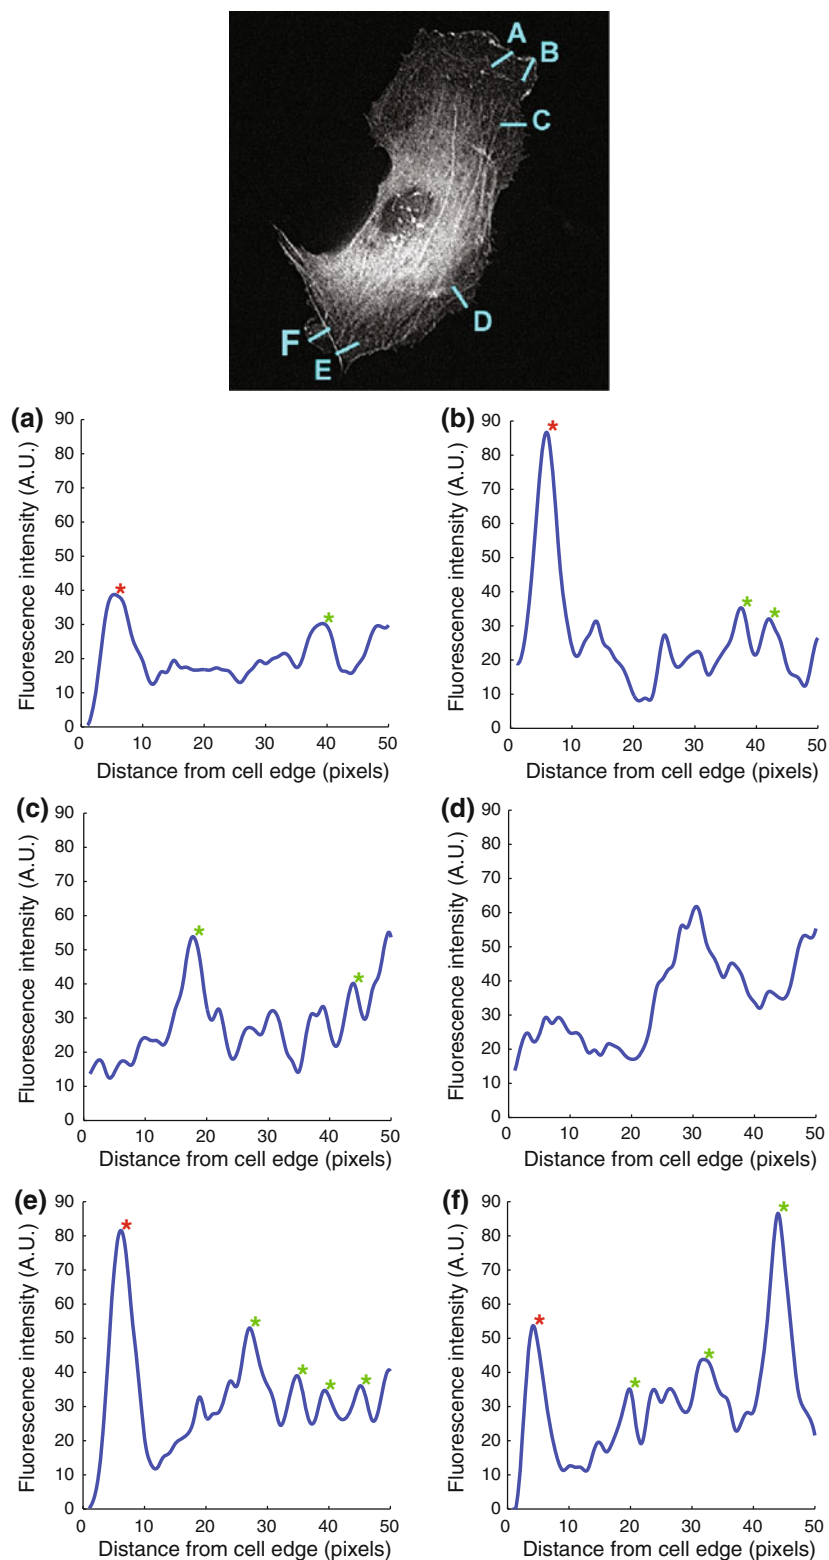 A
B
C
D
F
E
(a)
90
80
70
60
50
40
30
20
10
0
Fluorescence intensity (A.U.)
*
*
0 10 20 30 40 50
Distance from cell edge (pixels)
(b)
90
80
70
60
50
40
30
20
10
0
Fluorescence intensity (A.U.)
*
*
*
0 10 20 30 40 50
Distance from cell edge (pixels)
(c)
90
80
70
60
50
40
30
20
10
0
Fluorescence intensity (A.U.)
*
*
0 10 20 30 40 50
Distance from cell edge (pixels)
(d)
90
80
70
60
50
40
30
20
10
0
Fluorescence intensity (A.U.)
0 10 20 30 40 50
Distance from cell edge (pixels)
(e)
90
80
70
60
50
40
30
20
10
0
Fluorescence intensity (A.U.)
*
*
*
*
*
0 10 20 30 40 50
Distance from cell edge (pixels)
(f)
90
80
70
60
50
40
30
20
10
0
Fluorescence intensity (A.U.)
*
*
*
*
0 10 20 30 40 50
Distance from cell edge (pixels)